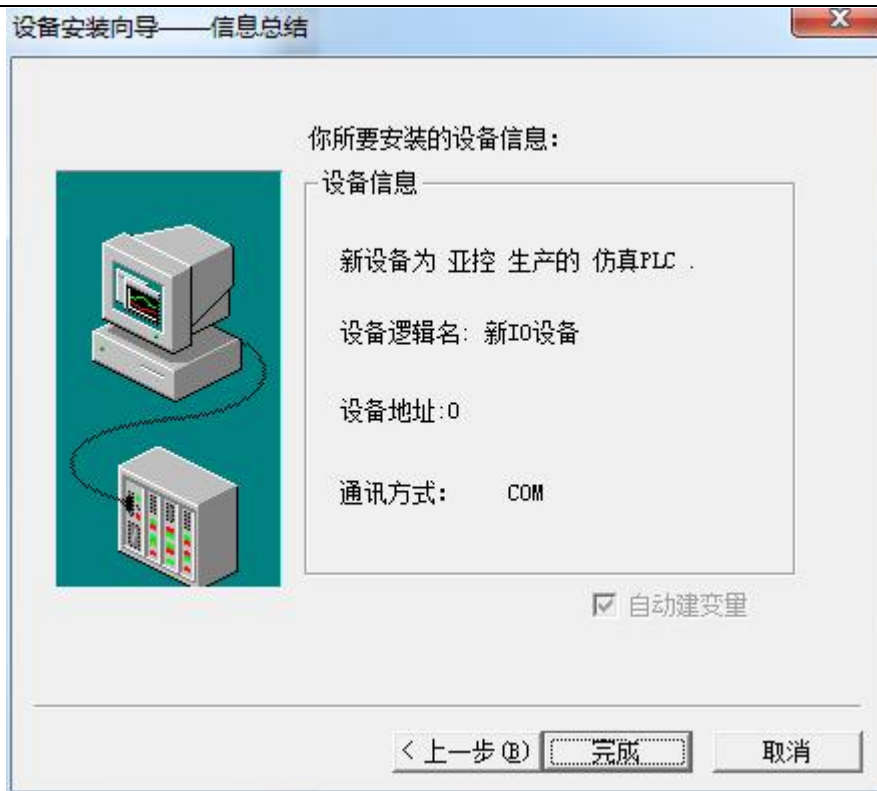 设备安装向导——信息总结
你所要安装的设备信息：
设备信息
新设备为 亚控 生产的 仿真PLC .
设备逻辑名: 新IO设备
设备地址:0
通讯方式: COM
自动建变量
< 上一步(B)
完成
取消